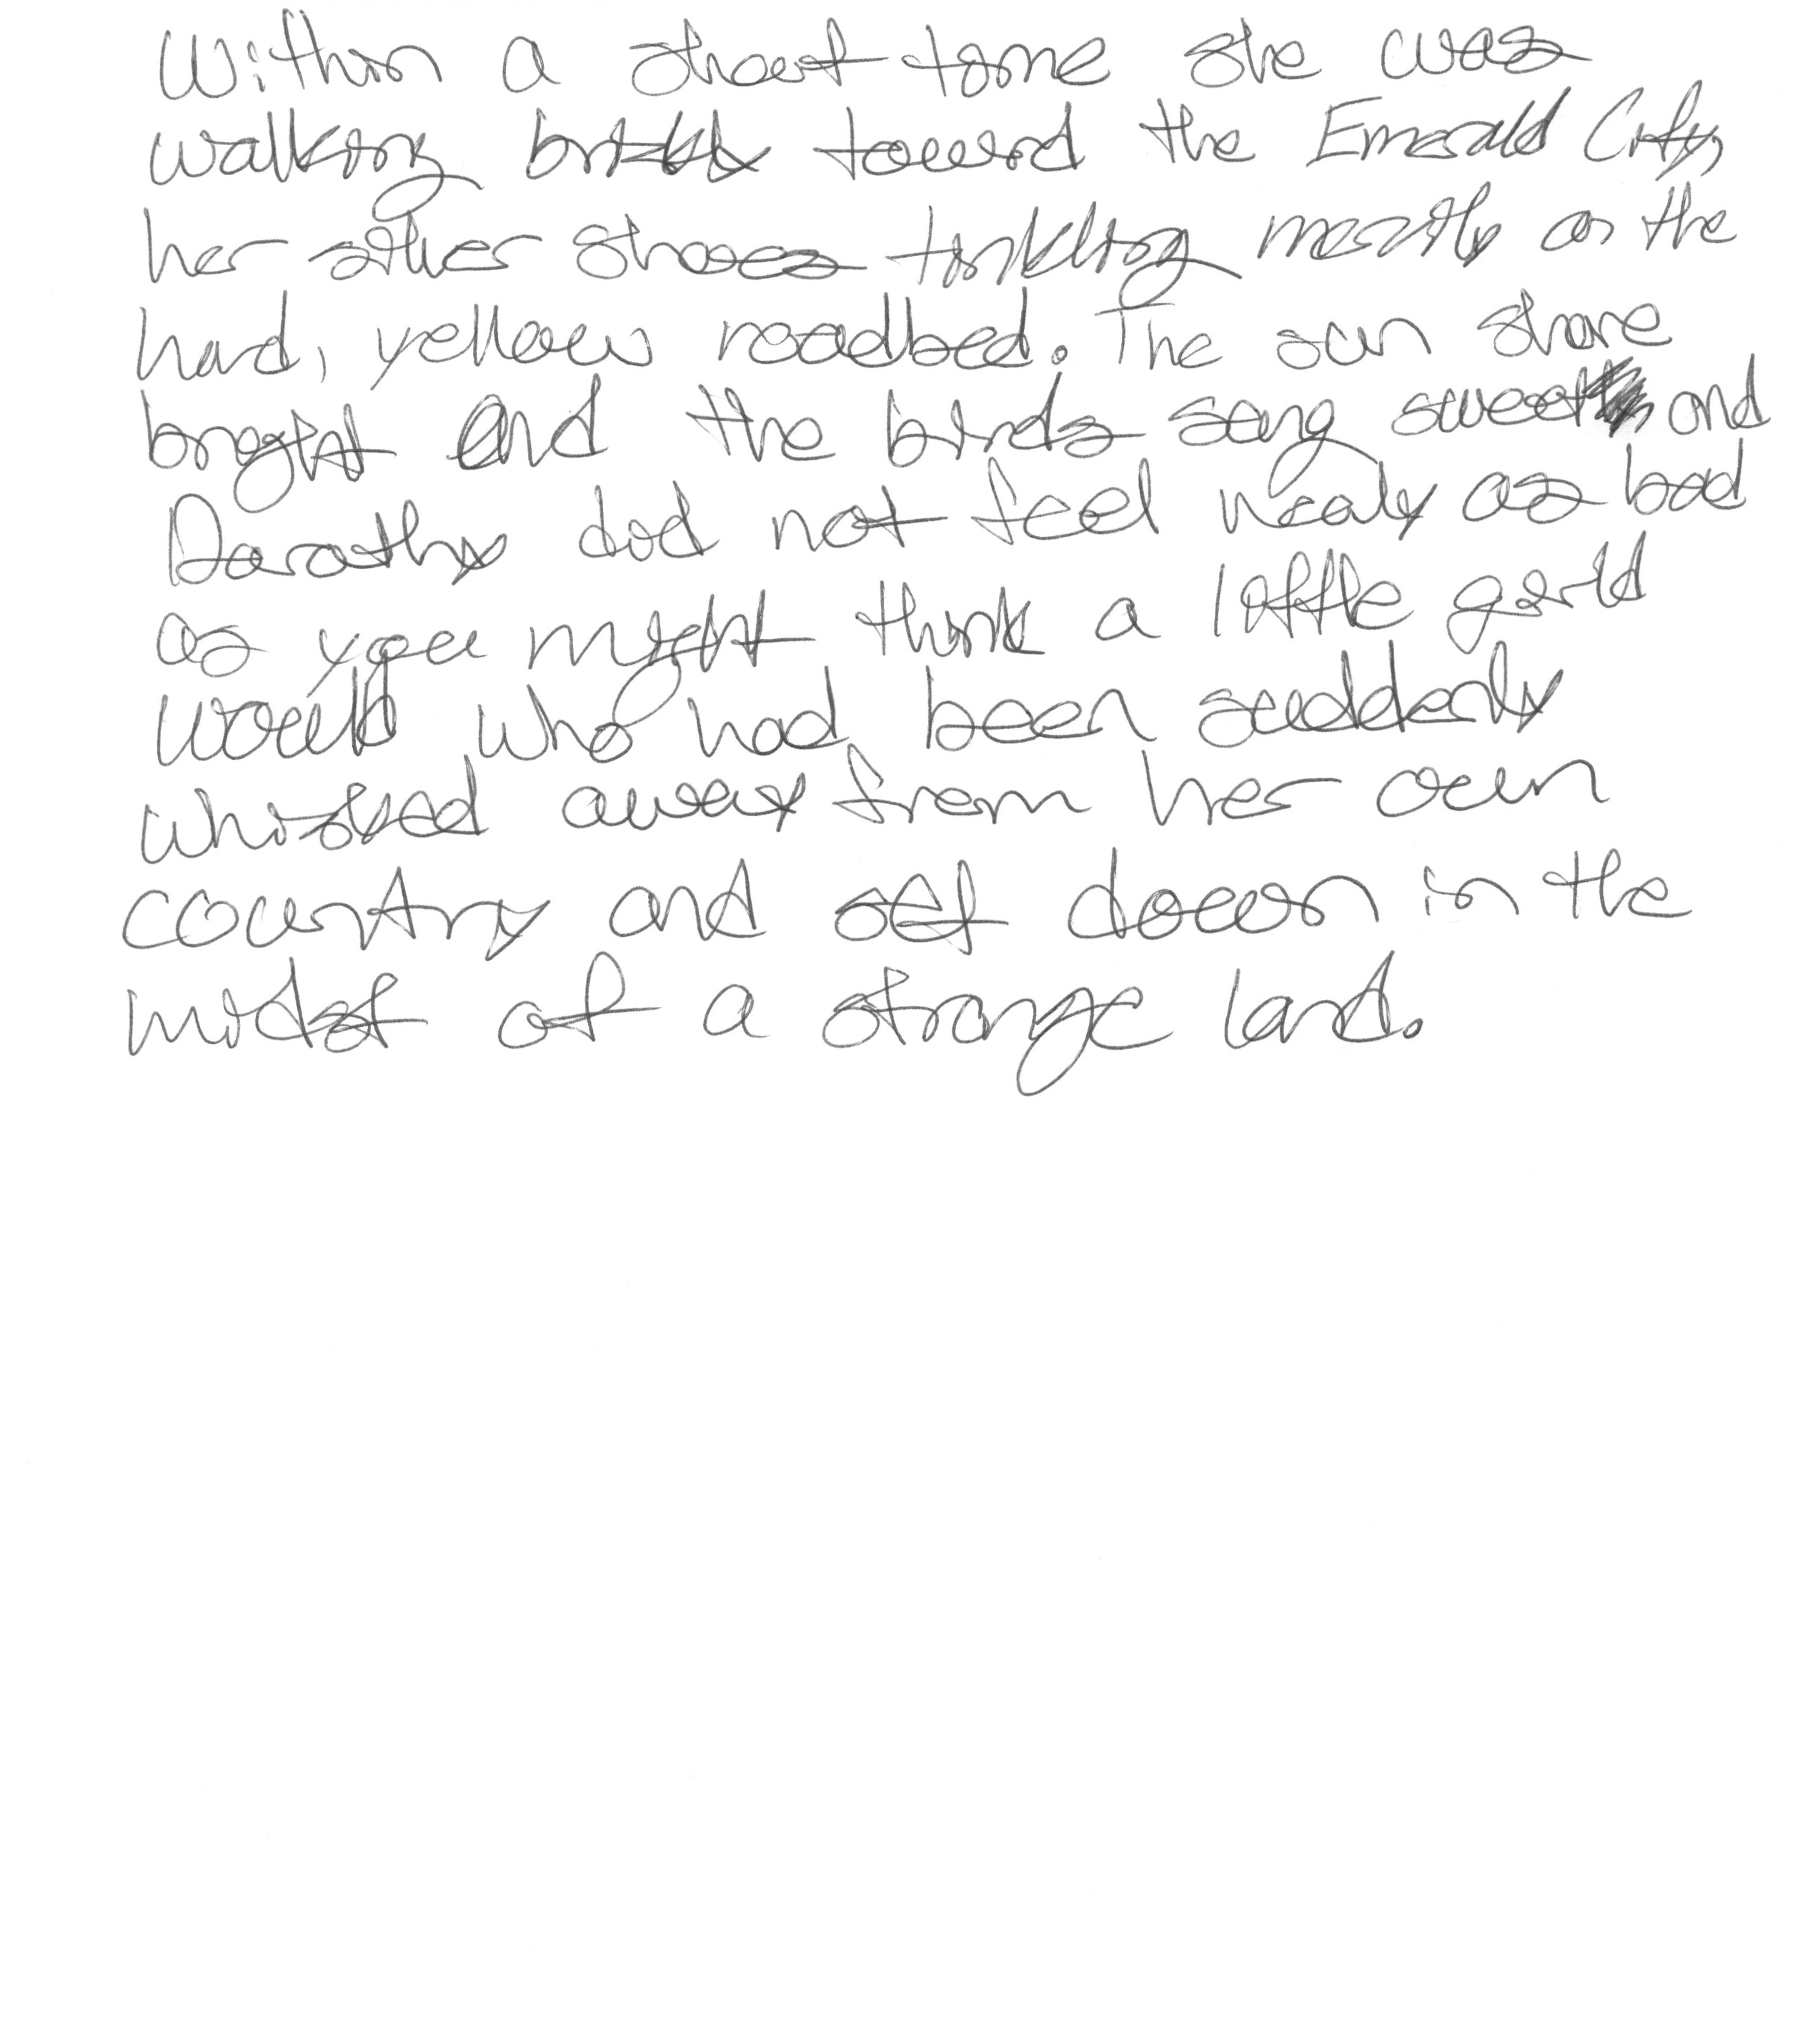 Within a short time she was
walking briskly toward the Emerald City,
her silver shoes tinkling merrily on the
hard, yellow roadbed. The sun shone
bright and the birds sang sweet and
Dorothy did not feel nealy as bad
as you might think a little girld
would who had been suddenly
whisked away from her own
country and set down in the
midst of a strange land.